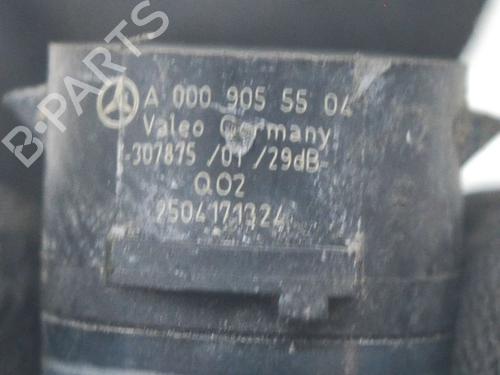 A 000 905 55 04
Valeo Germany
-307875 /01 /29dB-
Q02
2504171324
B-PARTS